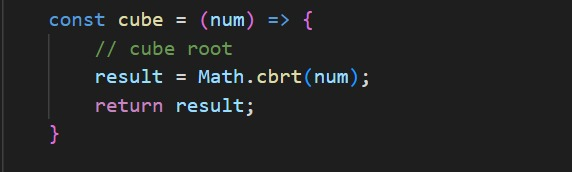 const cube = (num) => {
    // cube root
    result = Math.cbrt(num);
    return result;
}